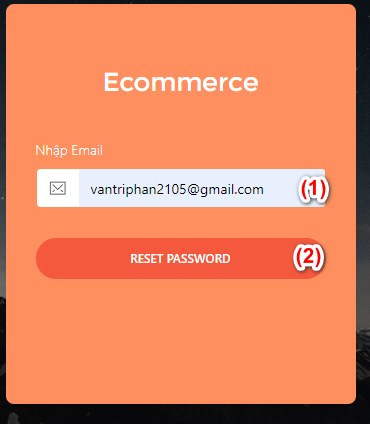 Ecommerce
Nhập Email
vantriphan2105@gmail.com (1)
RESET PASSWORD (2)